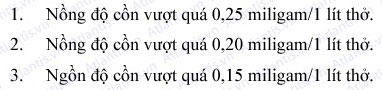 1. Nồng độ cồn vượt quá 0,25 miligam/1 lít thở.
2. Nồng độ cồn vượt quá 0,20 miligam/1 lít thở.
3. Ngồn độ cồn vượt quá 0,15 miligam/1 lít thở.